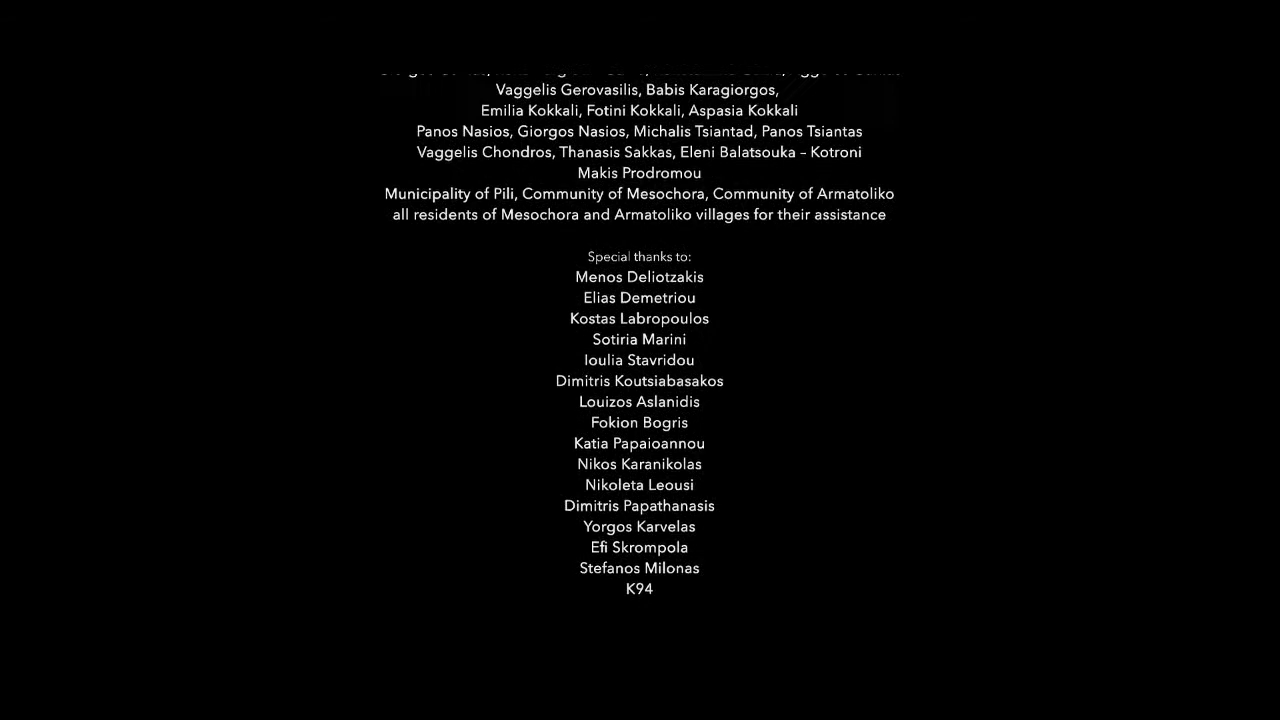 Vaggelis Gerovasilis, Babis Karagiorgos,
Emilia Kokkali, Fotini Kokkali, Aspasia Kokkali
Panos Nasios, Giorgos Nasios, Michalis Tsiantad, Panos Tsiantas
Vaggelis Chondros, Thanasis Sakkas, Eleni Balatsouka – Kotroni
Makis Prodromou
Municipality of Pili, Community of Mesochora, Community of Armatoliko
all residents of Mesochora and Armatoliko villages for their assistance
Special thanks to:
Menos Deliotzakis
Elias Demetriou
Kostas Labropoulos
Sotiria Marini
Ioulia Stavridou
Dimitris Koutsiabasakos
Louizos Aslanidis
Fokion Bogris
Katia Papaioannou
Nikos Karanikolas
Nikoleta Leousi
Dimitris Papathanasis
Yorgos Karvelas
Efi Skrompola
Stefanos Milonas
K94